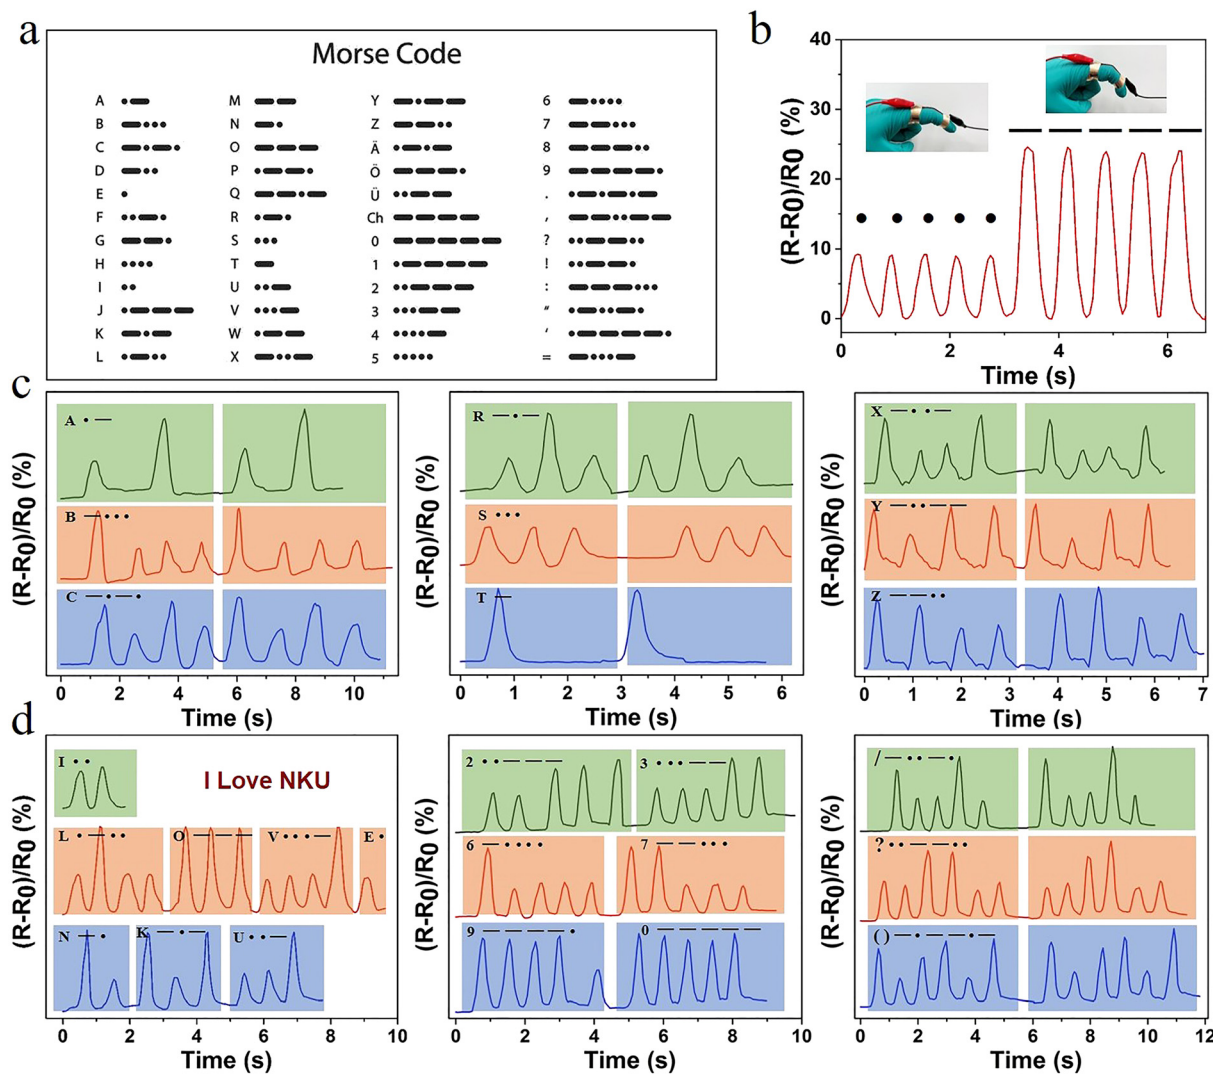 a
Morse Code
A M Y 6
B N Z 7
C O Ä 8
D P Ö 9
E Q Ü .
F R Ch ,
G S 0 ?
H T 1 !
I U 2 :
J V 3 “
K W 4 ‘
L X 5 =
b
(R-R0)/R0 (%)
40
30
20
10
0
0 2 4 6
Time (s)
c
(R-R0)/R0 (%)
A
B
C
0 2 4 6 8 10
Time (s)
(R-R0)/R0 (%)
R
S
T
0 1 2 3 4 5 6
Time (s)
(R-R0)/R0 (%)
X
Y
Z
0 1 2 3 4 5 6 7
Time (s)
d
(R-R0)/R0 (%)
I
I Love NKU
L O V E
N K U
0 2 4 6 8 10
Time (s)
(R-R0)/R0 (%)
2 3
6 7
9 0
0 2 4 6 8 10
Time (s)
(R-R0)/R0 (%)
/
?
( )
0 2 4 6 8 10 12
Time (s)